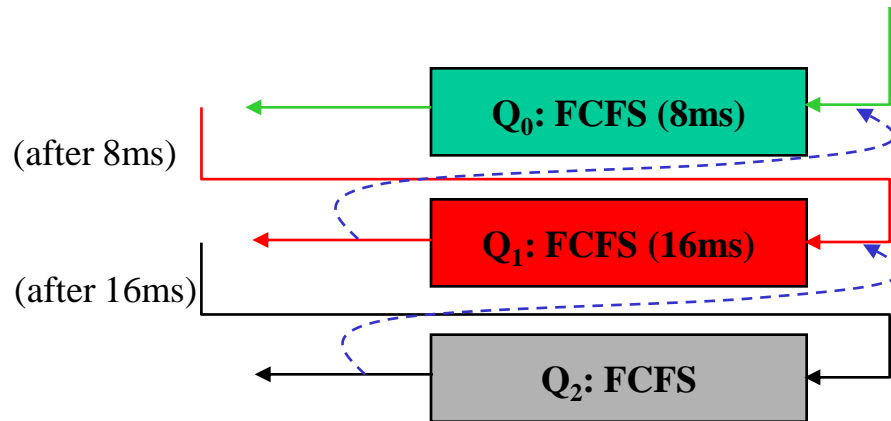 Q₀: FCFS (8ms)
(after 8ms)
Q₁: FCFS (16ms)
(after 16ms)
Q₂: FCFS